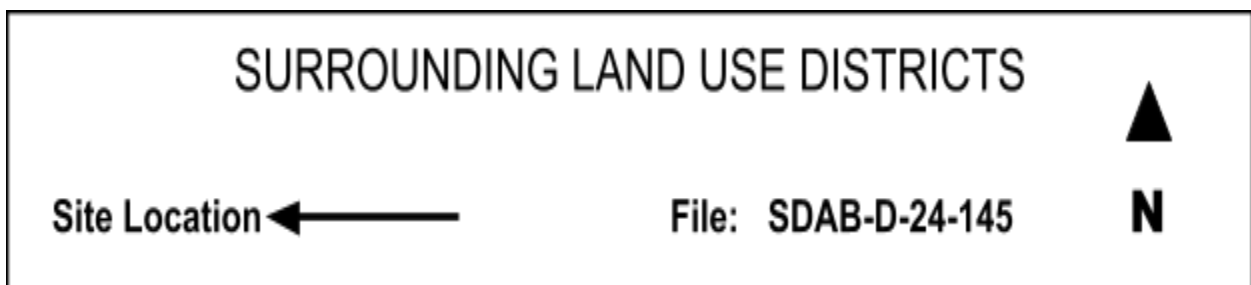 SURROUNDING LAND USE DISTRICTS
Site Location
File: SDAB-D-24-145
N